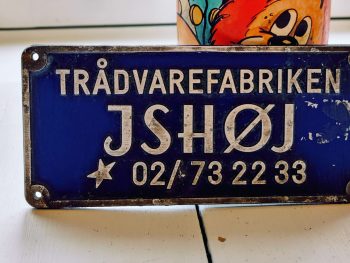 TRÅDVAREFABRIKEN
JSHØJ
★ 02/73 22 33